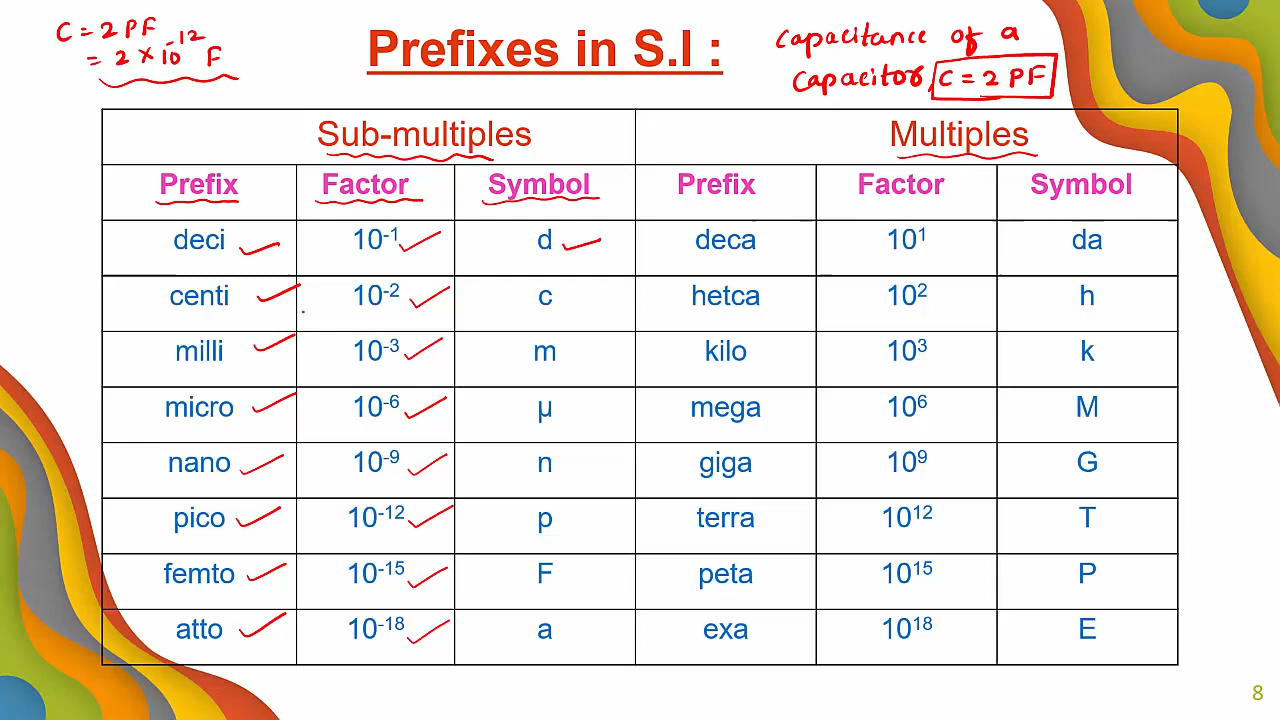 C = 2 PF
= 2 × 10⁻¹² F
Prefixes in S.I :
Capacitance of a
Capacitor, C = 2 PF
Sub-multiples Multiples
Prefix Factor Symbol Prefix Factor Symbol
deci 10⁻¹ d deca 10¹ da
centi 10⁻² c hetca 10² h
milli 10⁻³ m kilo 10³ k
micro 10⁻⁶ µ mega 10⁶ M
nano 10⁻⁹ n giga 10⁹ G
pico 10⁻¹² p terra 10¹² T
femto 10⁻¹⁵ F peta 10¹⁵ P
atto 10⁻¹⁸ a exa 10¹⁸ E
8